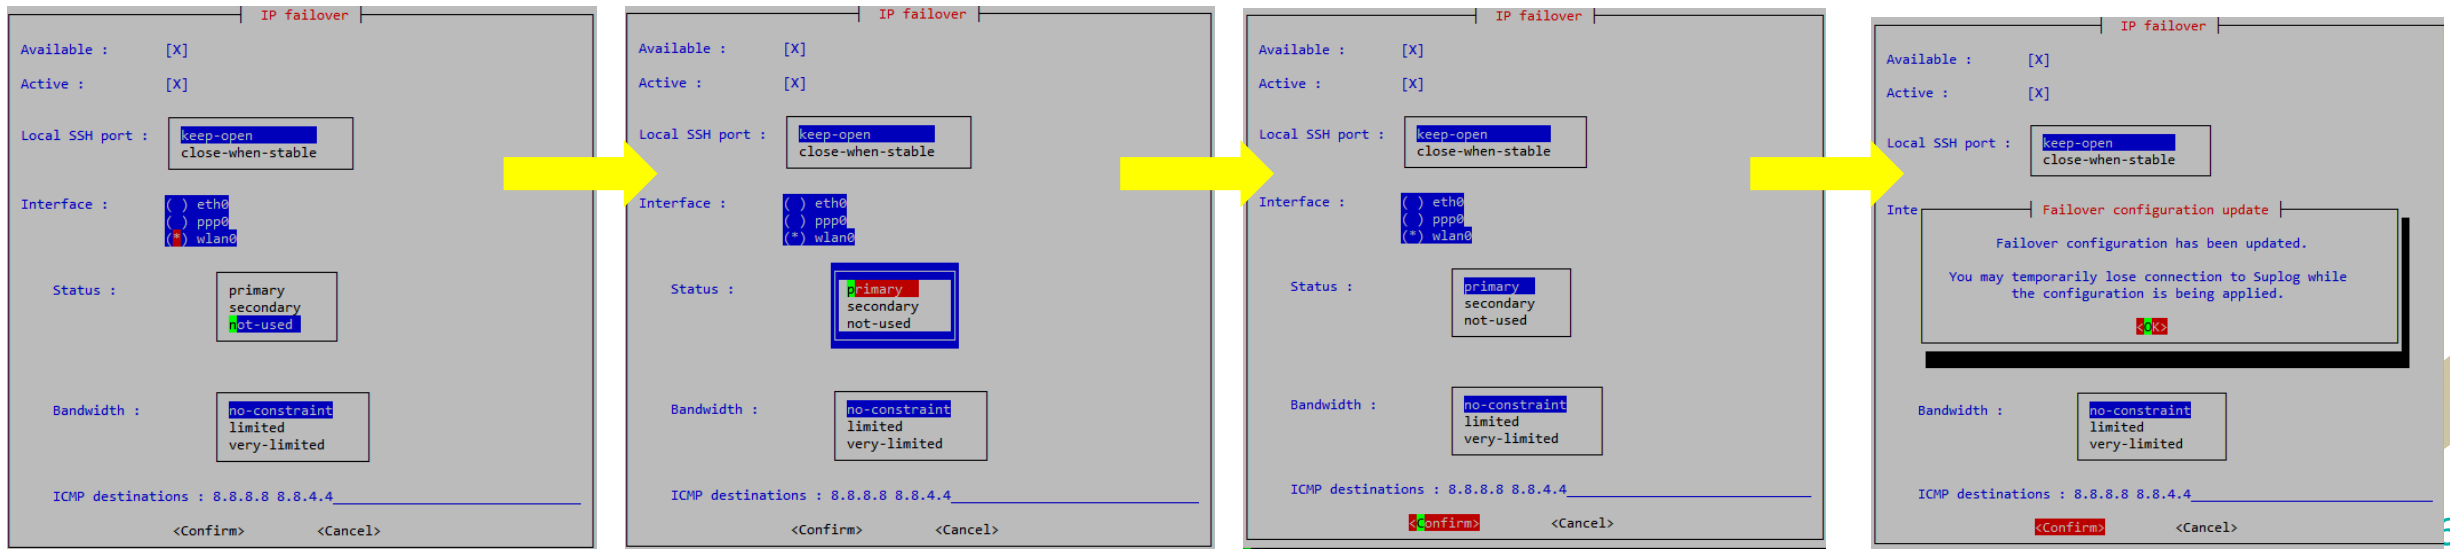 IP failover
Available : [X]
Active : [X]
Local SSH port : keep-open
close-when-stable
Interface : ( ) eth0
( ) ppp0
(*) wlan0
Status : primary
secondary
not-used
Bandwidth : no-constraint
limited
very-limited
ICMP destinations : 8.8.8.8 8.8.4.4
<Confirm> <Cancel>
IP failover
Available : [X]
Active : [X]
Local SSH port : keep-open
close-when-stable
Interface : ( ) eth0
( ) ppp0
(*) wlan0
Status : primary
secondary
not-used
Bandwidth : no-constraint
limited
very-limited
ICMP destinations : 8.8.8.8 8.8.4.4
<Confirm> <Cancel>
IP failover
Available : [X]
Active : [X]
Local SSH port : keep-open
close-when-stable
Interface : ( ) eth0
( ) ppp0
(*) wlan0
Status : primary
secondary
not-used
Bandwidth : no-constraint
limited
very-limited
ICMP destinations : 8.8.8.8 8.8.4.4
<Confirm> <Cancel>
IP failover
Available : [X]
Active : [X]
Local SSH port : keep-open
close-when-stable
Inte
Failover configuration update
Failover configuration has been updated.
You may temporarily lose connection to Suplog while
the configuration is being applied.
<OK>
Bandwidth : no-constraint
limited
very-limited
ICMP destinations : 8.8.8.8 8.8.4.4
<Confirm> <Cancel>